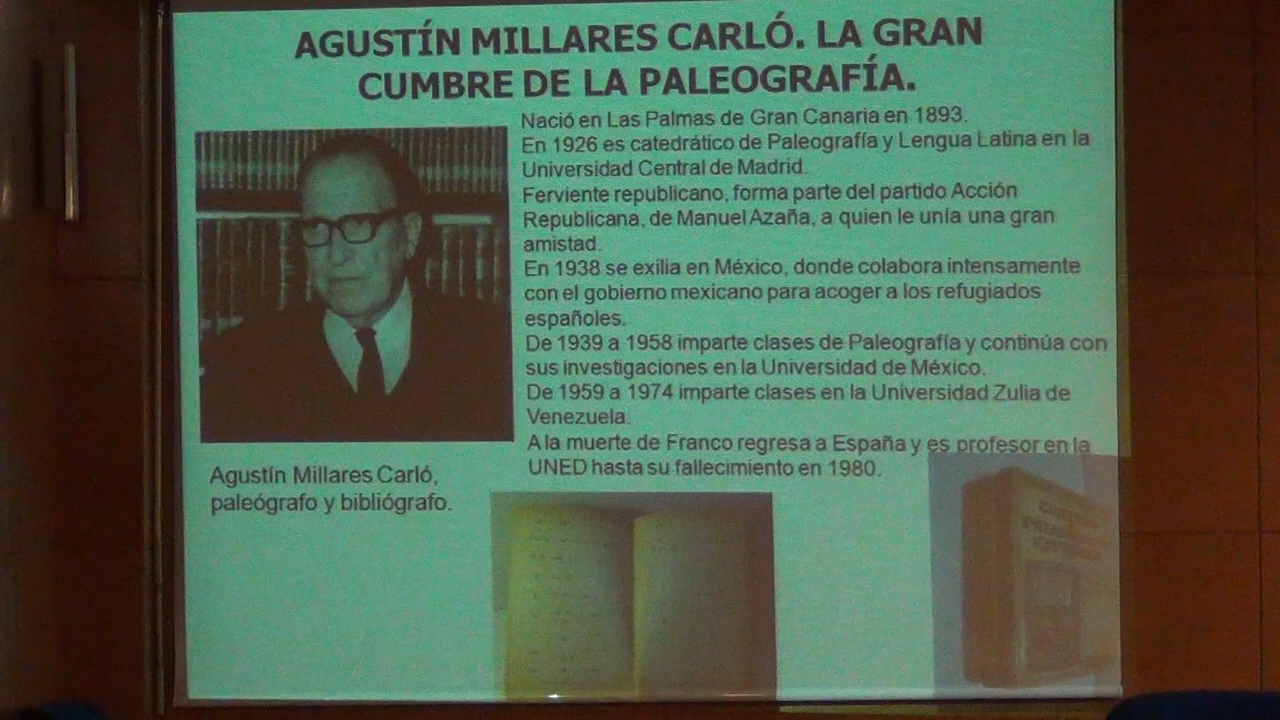 AGUSTÍN MILLARES CARLÓ. LA GRAN
CUMBRE DE LA PALEOGRAFÍA.
Nació en Las Palmas de Gran Canaria en 1893.
En 1926 es catedrático de Paleografía y Lengua Latina en la
Universidad Central de Madrid.
Ferviente republicano, forma parte del partido Acción
Republicana, de Manuel Azaña, a quien le unía una gran
amistad.
En 1938 se exilia en México, donde colabora intensamente
con el gobierno mexicano para acoger a los refugiados
españoles.
De 1939 a 1958 imparte clases de Paleografía y continúa con
sus investigaciones en la Universidad de México.
De 1959 a 1974 imparte clases en la Universidad Zulia de
Venezuela.
A la muerte de Franco regresa a España y es profesor en la
UNED hasta su fallecimiento en 1980.
Agustín Millares Carló,
paleógrafo y bibliógrafo.